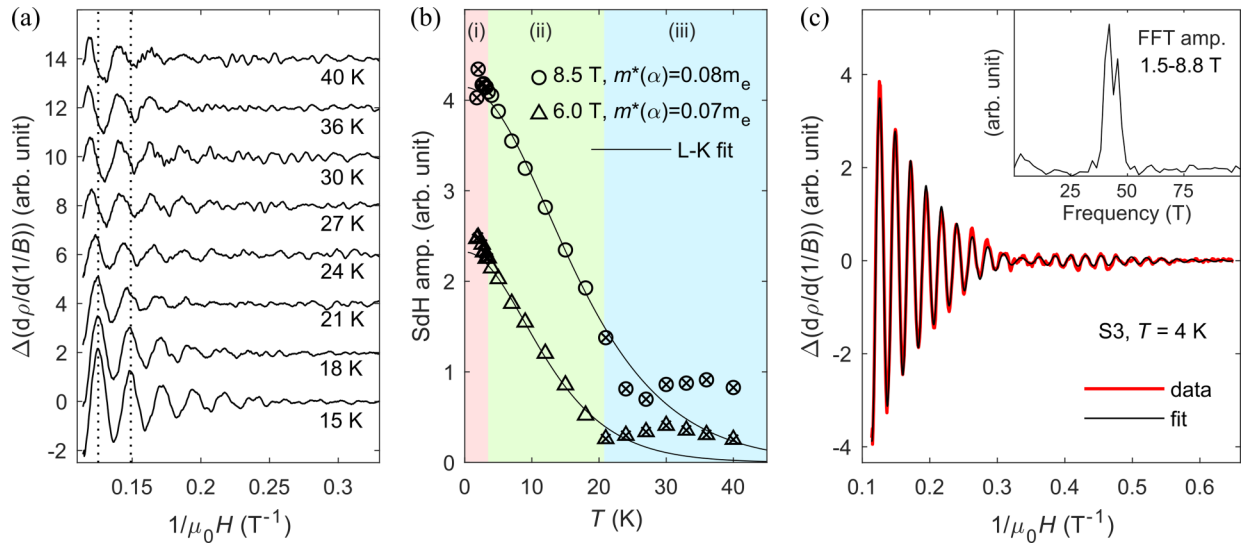 (a)
Δ(dρ/d(1/B)) (arb. unit)
14
12
10
8
6
4
2
0
-2
40 K
36 K
30 K
27 K
24 K
21 K
18 K
15 K
0.15
0.2
0.25
0.3
1/μ₀H (T⁻¹)
(b)
SdH amp. (arb. unit)
6
4
2
0
(i)
(ii)
(iii)
8.5 T, m*(α)=0.08mₑ
6.0 T, m*(α)=0.07mₑ
L-K fit
0
10
20
30
40
T (K)
(c)
Δ(dρ/d(1/B)) (arb. unit)
4
2
0
-2
-4
FFT amp.
1.5-8.8 T
(arb. unit)
25
50
75
Frequency (T)
S3, T = 4 K
data
fit
0.1
0.2
0.3
0.4
0.5
0.6
1/μ₀H (T⁻¹)